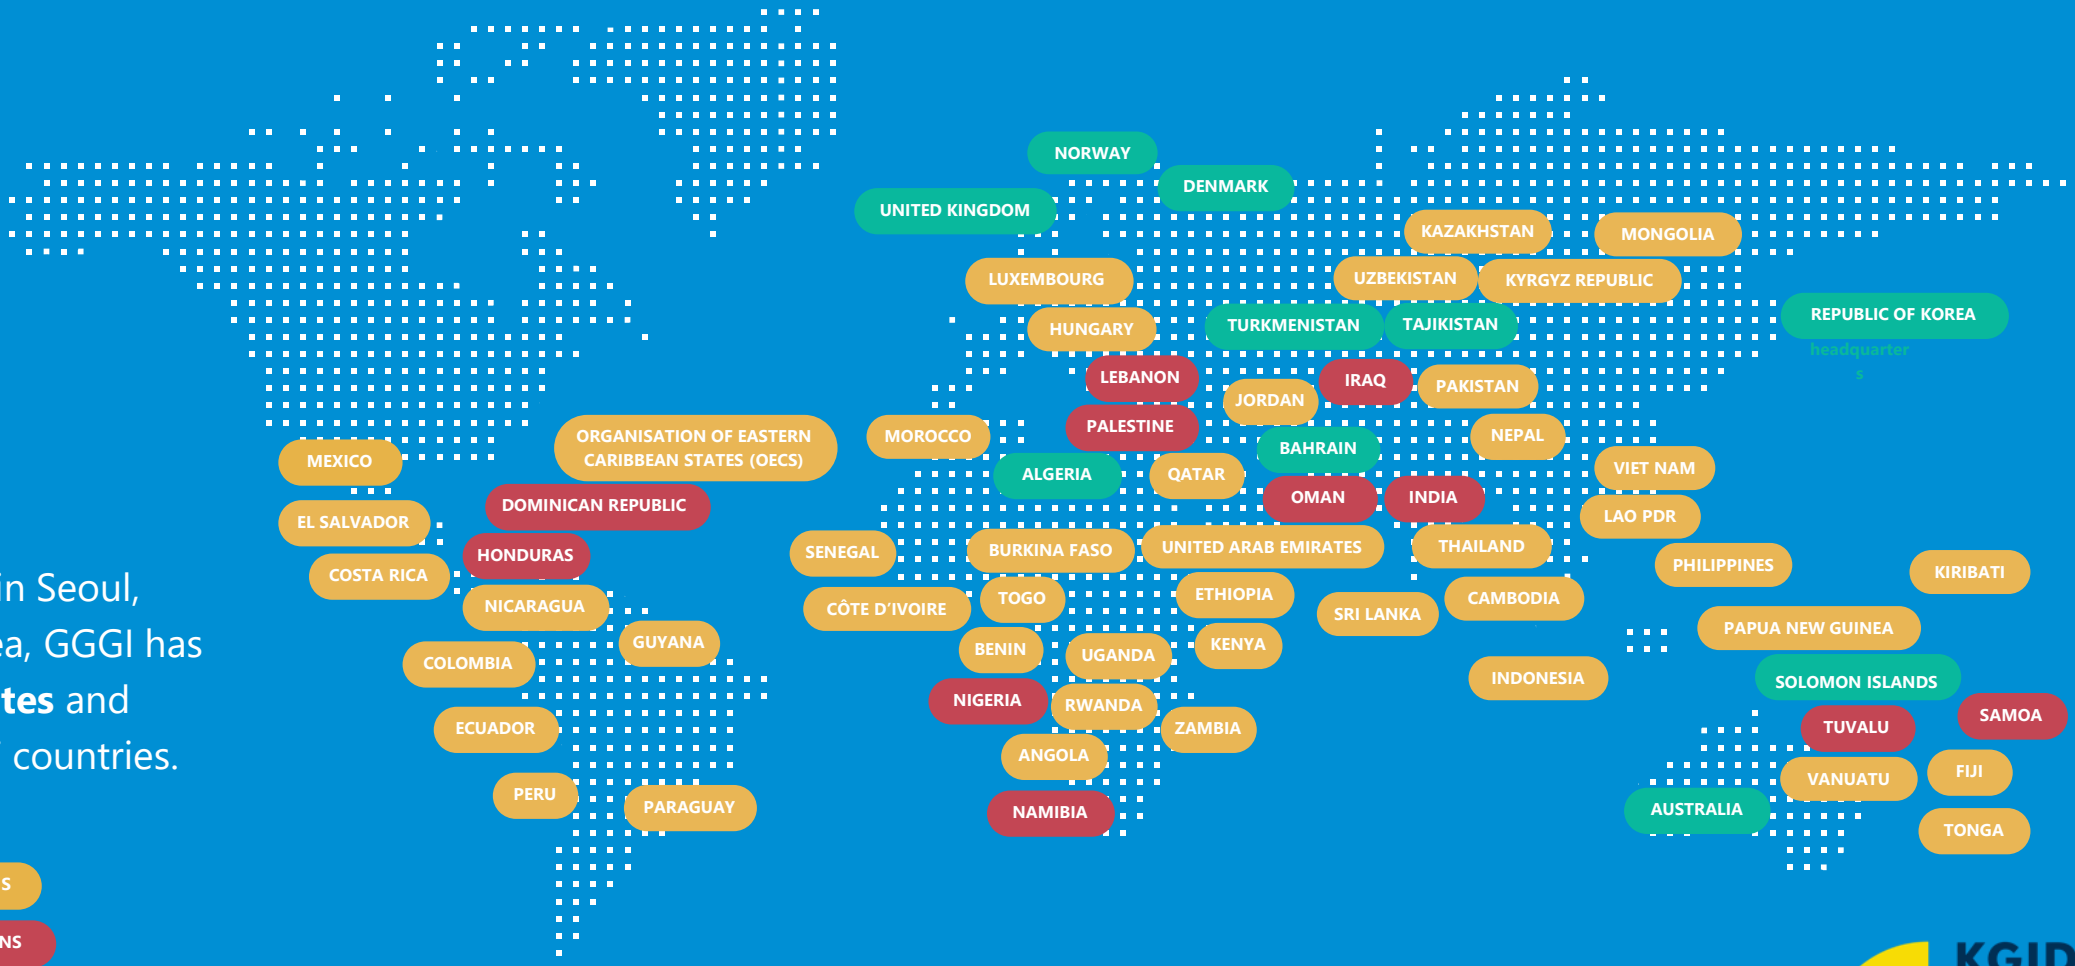 NORWAY
DENMARK
UNITED KINGDOM
KAZAKHSTAN
MONGOLIA
LUXEMBOURG
UZBEKISTAN
KYRGYZ REPUBLIC
HUNGARY
TURKMENISTAN
TAJIKISTAN
REPUBLIC OF KOREA
headquarter
s
LEBANON
IRAQ
PAKISTAN
JORDAN
ORGANISATION OF EASTERN
CARIBBEAN STATES (OECS)
MOROCCO
PALESTINE
BAHRAIN
NEPAL
MEXICO
ALGERIA
QATAR
VIET NAM
DOMINICAN REPUBLIC
OMAN
INDIA
EL SALVADOR
LAO PDR
HONDURAS
SENEGAL
BURKINA FASO
UNITED ARAB EMIRATES
THAILAND
COSTA RICA
PHILIPPINES
KIRIBATI
NICARAGUA
CÔTE D’IVOIRE
TOGO
ETHIOPIA
SRI LANKA
CAMBODIA
GUYANA
PAPUA NEW GUINEA
COLOMBIA
BENIN
UGANDA
KENYA
INDONESIA
SOLOMON ISLANDS
NIGERIA
RWANDA
TUVALU
SAMOA
ECUADOR
ZAMBIA
ANGOLA
VANUATU
FIJI
PERU
PARAGUAY
NAMIBIA
AUSTRALIA
TONGA
in Seoul,
ea, GGGI has
tes and
countries.
S
NS
KGID